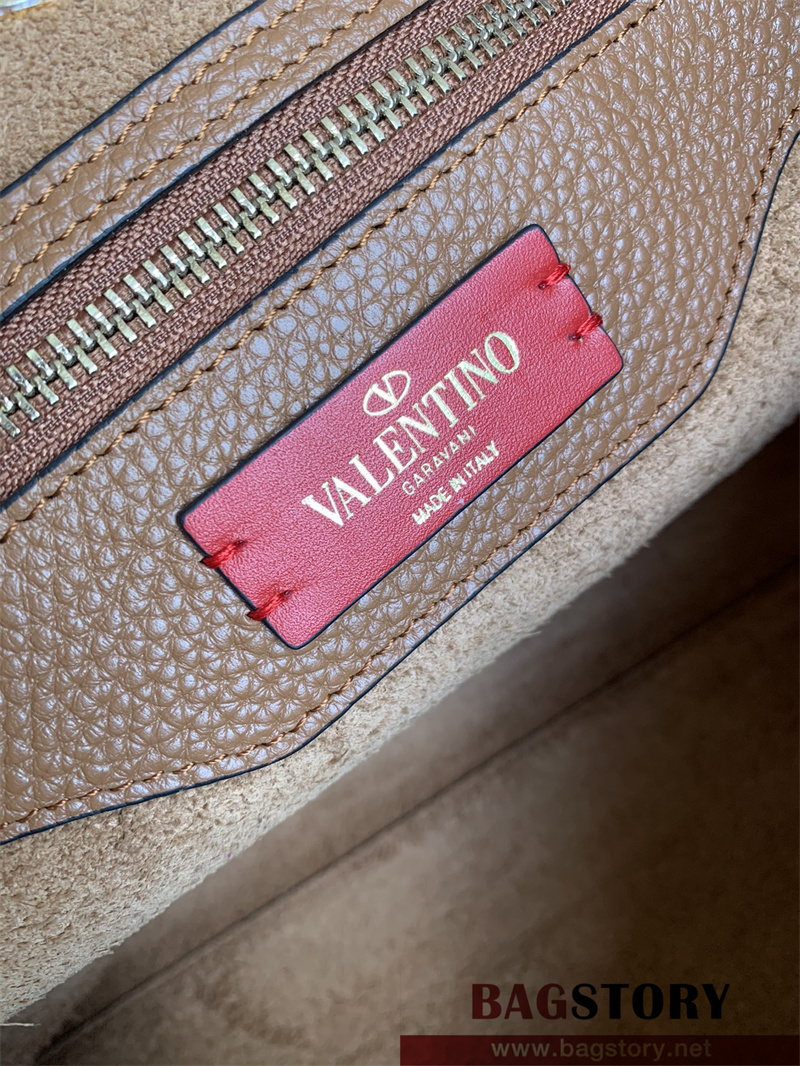 V
VALENTINO
GARAVANI
MADE IN ITALY
BAGSTORY
www.bagstory.net